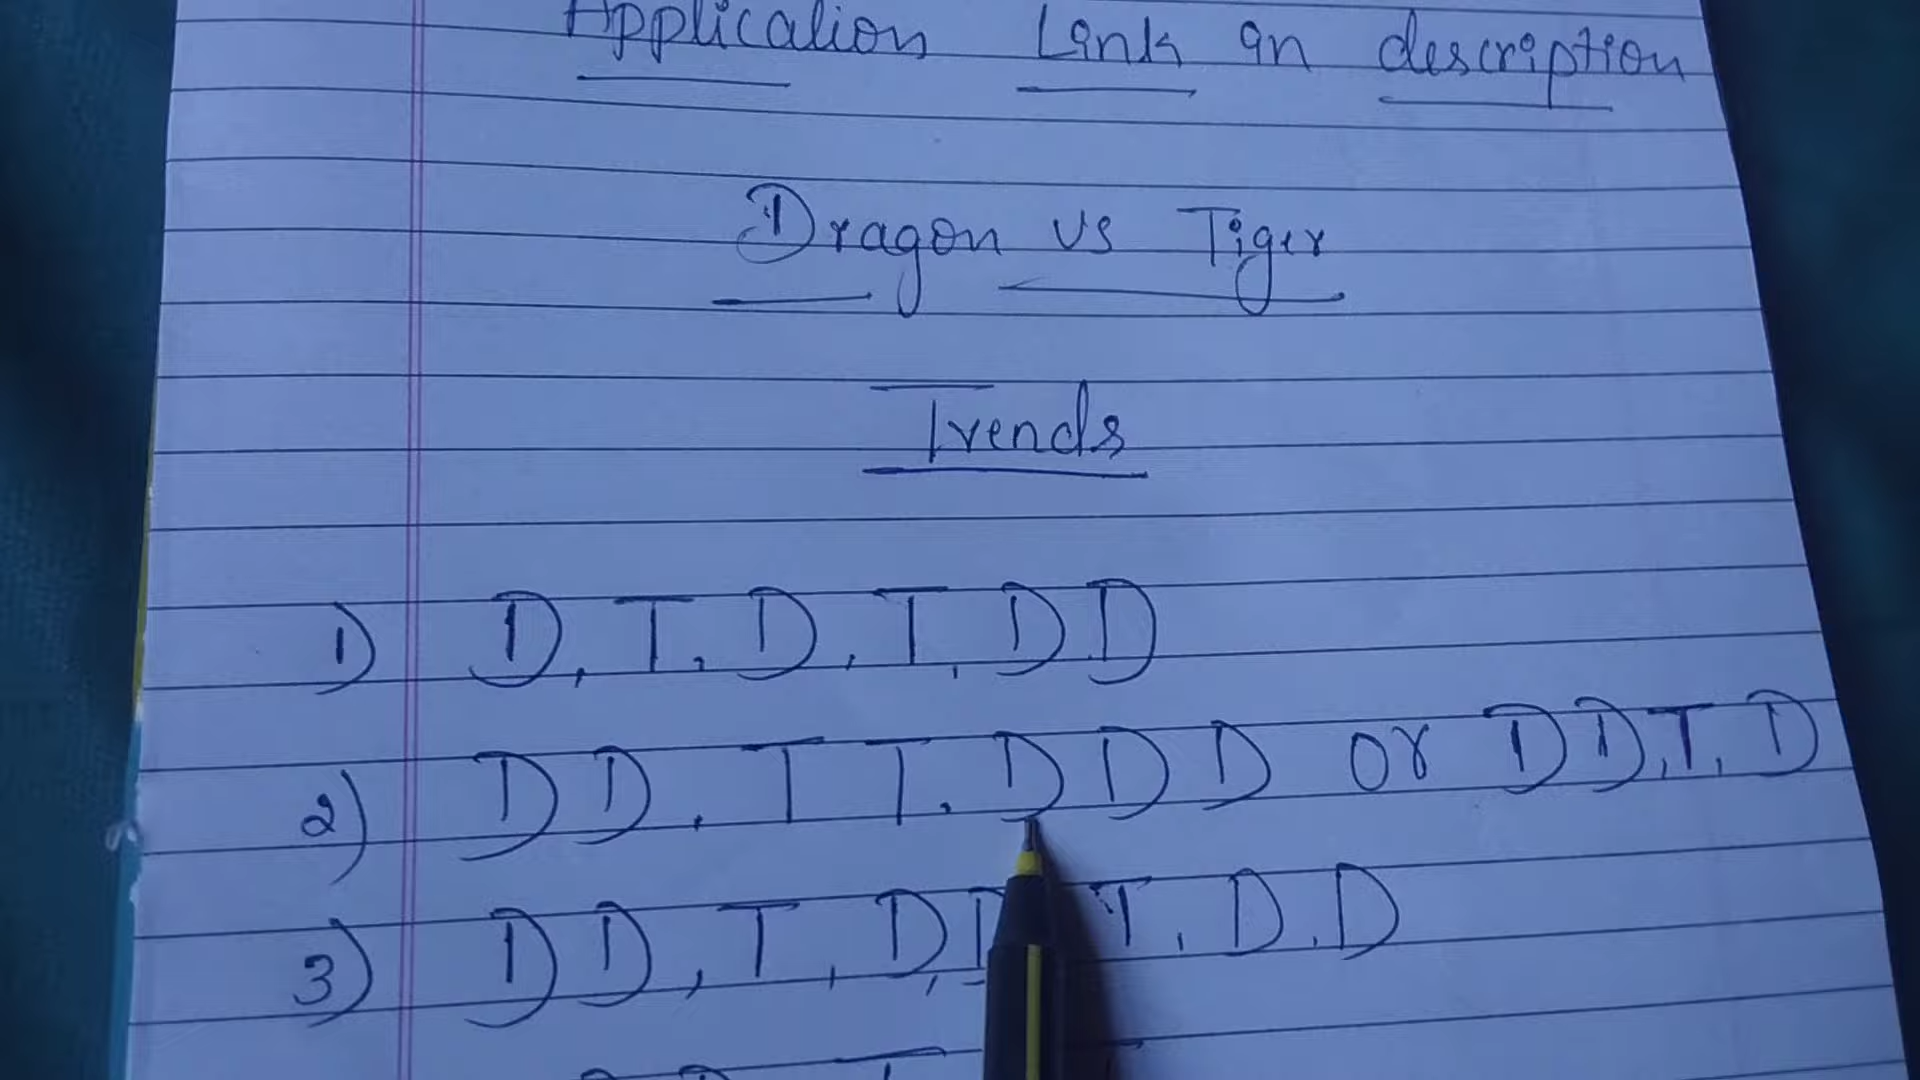 Application Link in description
Dragon vs Tiger
Trends
1) D, T, D, T, D D
2) D D, T T, D D D or D D, T, D
3) D D, T, D, D T, D, D